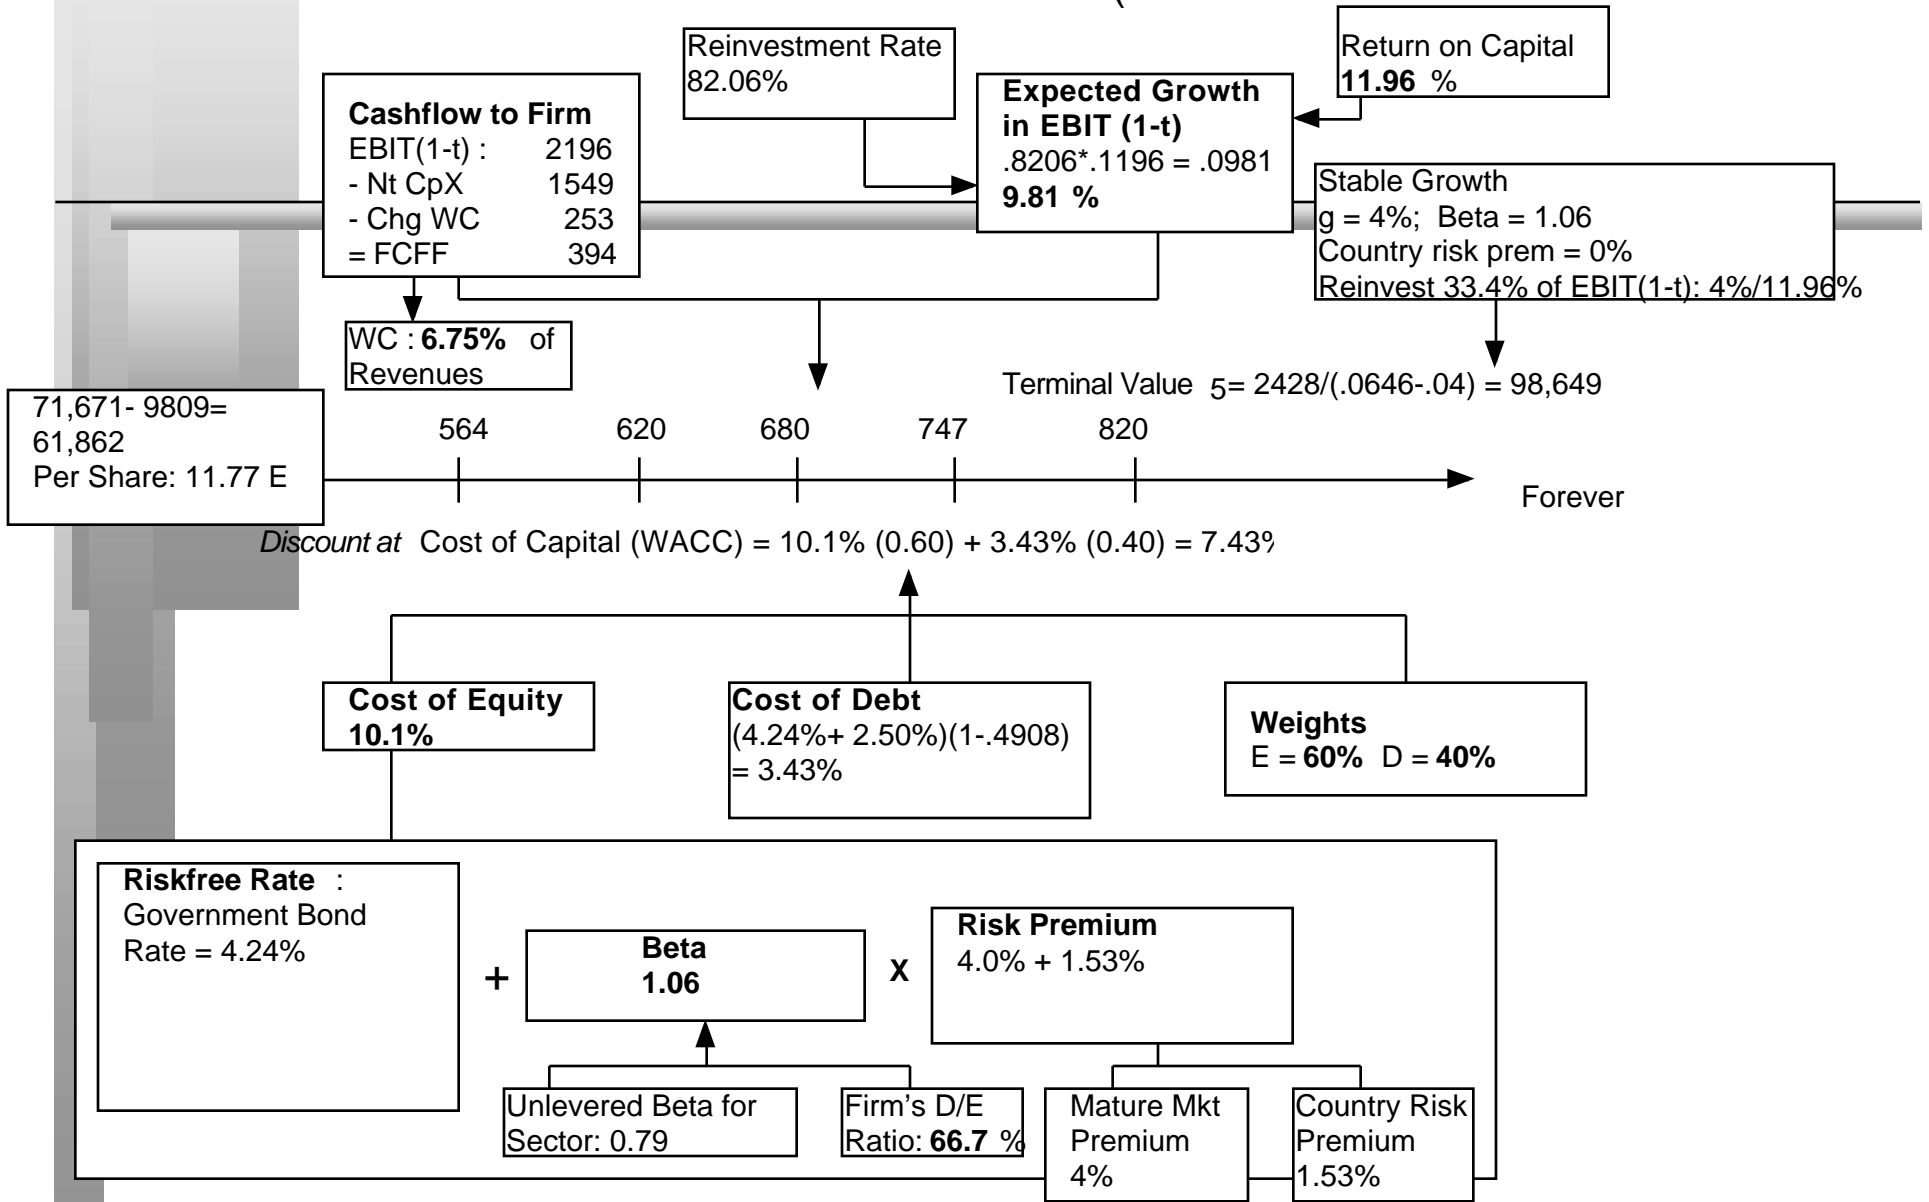 (
Reinvestment Rate
82.06%
Return on Capital
11.96 %
Cashflow to Firm
EBIT(1-t) : 2196
- Nt CpX 1549
- Chg WC 253
= FCFF 394
Expected Growth
in EBIT (1-t)
.8206*.1196 = .0981
9.81 %
Stable Growth
g = 4%; Beta = 1.06
Country risk prem = 0%
Reinvest 33.4% of EBIT(1-t): 4%/11.96%
WC : 6.75% of
Revenues
Terminal Value 5= 2428/(.0646-.04) = 98,649
71,671- 9809=
61,862
Per Share: 11.77 E
564 620 680 747 820
Forever
Discount at Cost of Capital (WACC) = 10.1% (0.60) + 3.43% (0.40) = 7.43%
Cost of Equity
10.1%
Cost of Debt
(4.24%+ 2.50%)(1-.4908)
= 3.43%
Weights
E = 60% D = 40%
Riskfree Rate :
Government Bond
Rate = 4.24%
+
Beta
1.06
X
Risk Premium
4.0% + 1.53%
Unlevered Beta for
Sector: 0.79
Firm's D/E
Ratio: 66.7 %
Mature Mkt
Premium
4%
Country Risk
Premium
1.53%